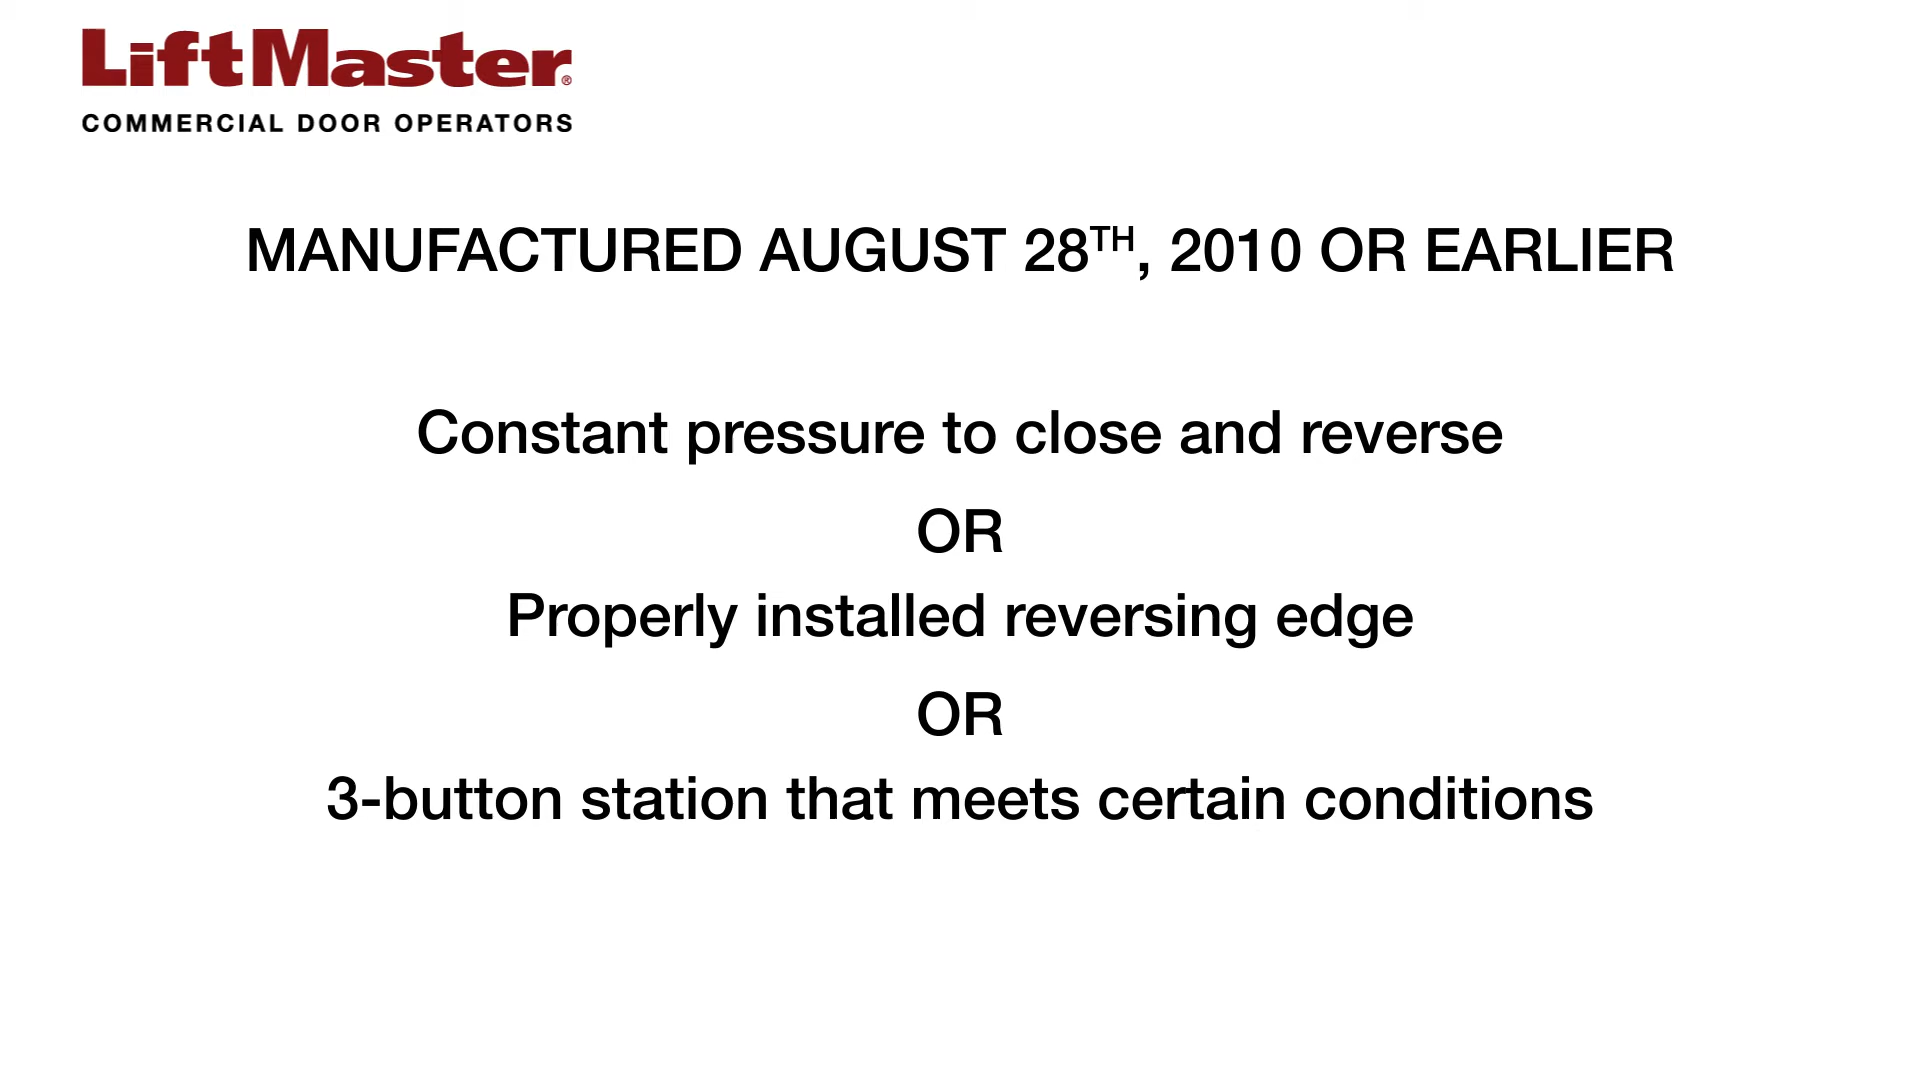 LiftMaster®
COMMERCIAL DOOR OPERATORS
MANUFACTURED AUGUST 28TH, 2010 OR EARLIER
Constant pressure to close and reverse
OR
Properly installed reversing edge
OR
3-button station that meets certain conditions